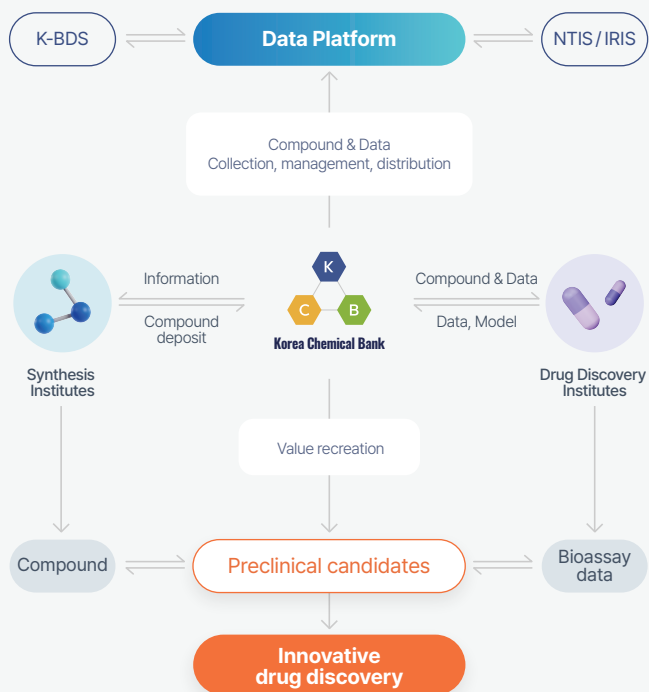 K-BDS
Data Platform
NTIS / IRIS
Compound & Data
Collection, management, distribution
K
C
B
Korea Chemical Bank
Information
Compound
deposit
Compound & Data
Data, Model
Synthesis
Institutes
Drug Discovery
Institutes
Value recreation
Compound
Preclinical candidates
Bioassay
data
Innovative
drug discovery